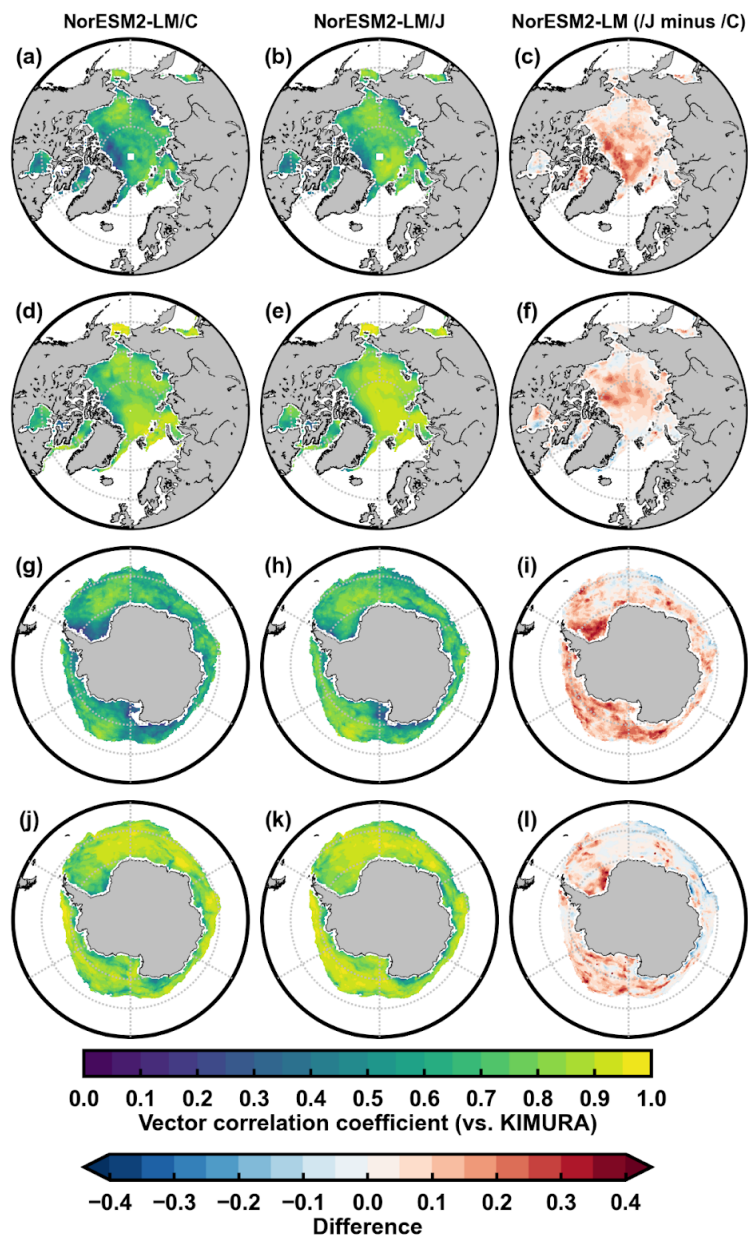 NorESM2-LM/C NorESM2-LM/J NorESM2-LM (/J minus /C)
(a) (b) (c)
(d) (e) (f)
(g) (h) (i)
(j) (k) (l)
0.0 0.1 0.2 0.3 0.4 0.5 0.6 0.7 0.8 0.9 1.0
Vector correlation coefficient (vs. KIMURA)
−0.4 −0.3 −0.2 −0.1 0.0 0.1 0.2 0.3 0.4
Difference